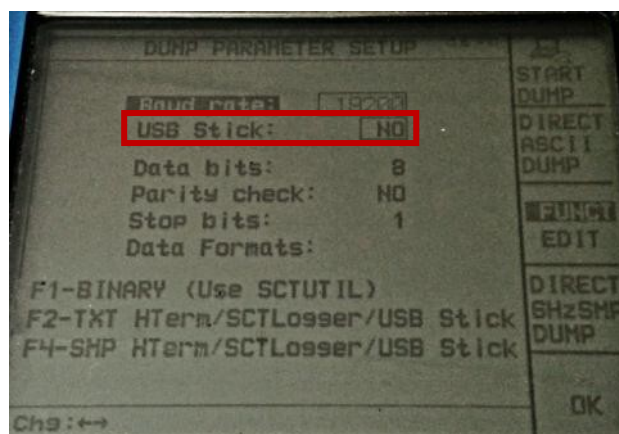 DUMP PARAMETER SETUP
Baud rate: 19200
USB Stick: NO
Data bits: 8
Parity check: NO
Stop bits: 1
Data Formats:
F1-BINARY (Use SCTUTIL)
F2-TXT HTerm/SCTLogger/USB Stick
F4-SMP HTerm/SCTLogger/USB Stick
Chg:←→
START
DUMP
DIRECT
ASCII
DUMP
FUNCT
EDIT
DIRECT
6HzSMP
DUMP
OK